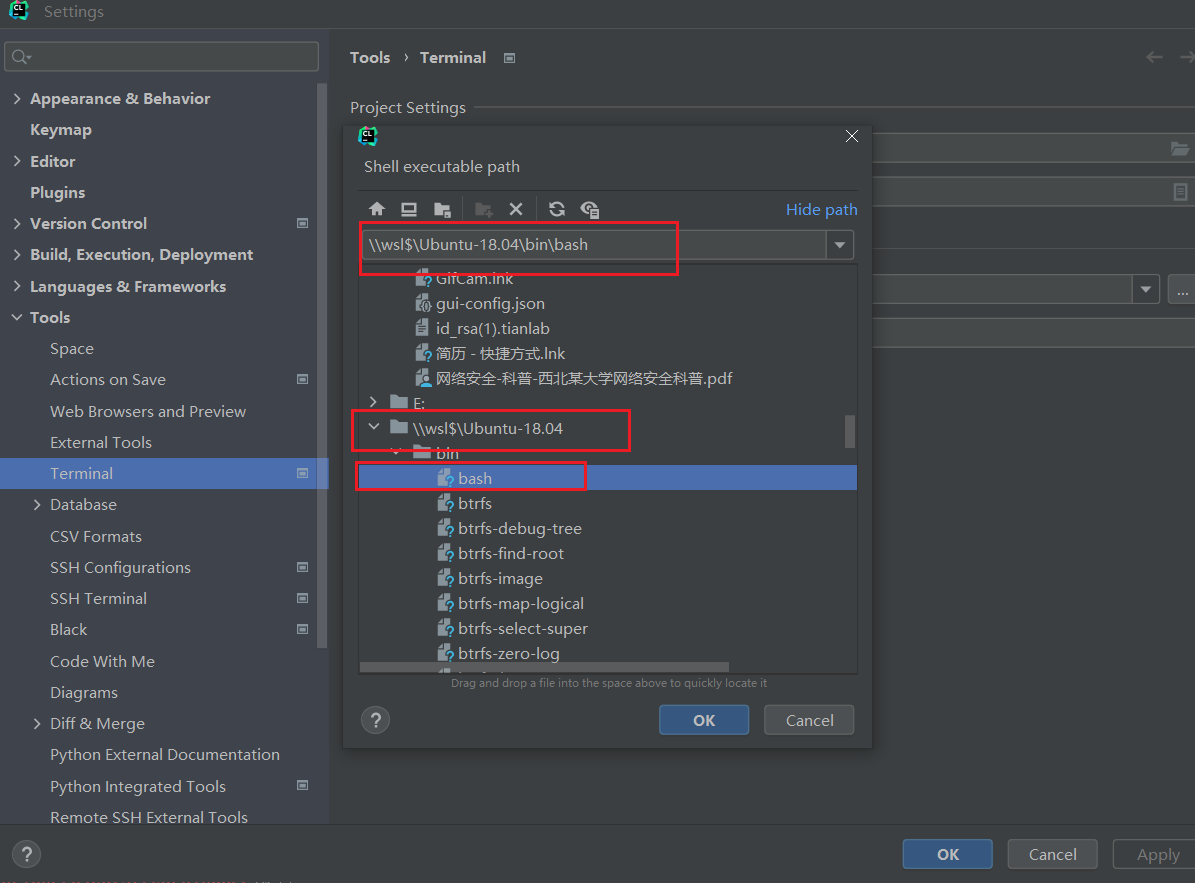 CL
Settings
Appearance & Behavior
Keymap
Editor
Plugins
Version Control
Build, Execution, Deployment
Languages & Frameworks
Tools
Space
Actions on Save
Web Browsers and Preview
External Tools
Terminal
Database
CSV Formats
SSH Configurations
SSH Terminal
Black
Code With Me
Diagrams
Diff & Merge
Python External Documentation
Python Integrated Tools
Remote SSH External Tools
Tools › Terminal
Project Settings
CL
Shell executable path
Hide path
\\wsl$\Ubuntu-18.04\bin\bash
GifCam.lnk
gui-config.json
id_rsa(1).tianlab
简历 - 快捷方式.lnk
网络安全-科普-西北某大学网络安全科普.pdf
E:
\\wsl$\Ubuntu-18.04
bin
bash
btrfs
btrfs-debug-tree
btrfs-find-root
btrfs-image
btrfs-map-logical
btrfs-select-super
btrfs-zero-log
Drag and drop a file into the space above to quickly locate it
? OK Cancel
...
? OK Cancel Apply